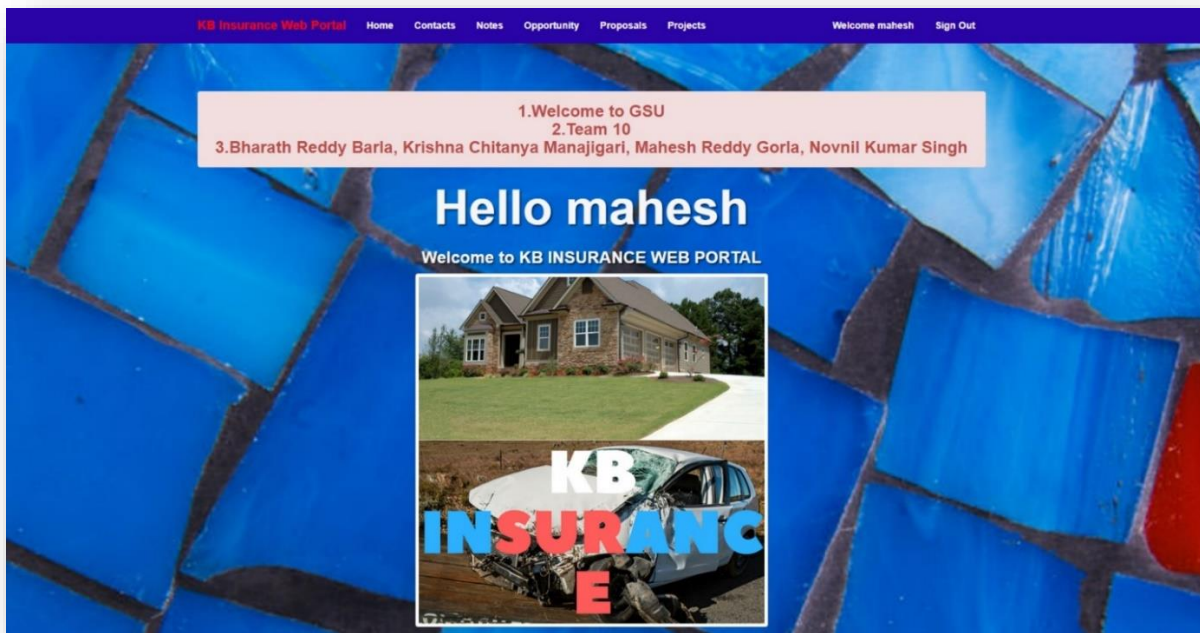 KB Insurance Web Portal Home Contacts Notes Opportunity Proposals Projects Welcome mahesh Sign Out
1.Welcome to GSU
2.Team 10
3.Bharath Reddy Barla, Krishna Chitanya Manajigari, Mahesh Reddy Gorla, Novnil Kumar Singh
Hello mahesh
Welcome to KB INSURANCE WEB PORTAL
KB
INSURANC
E